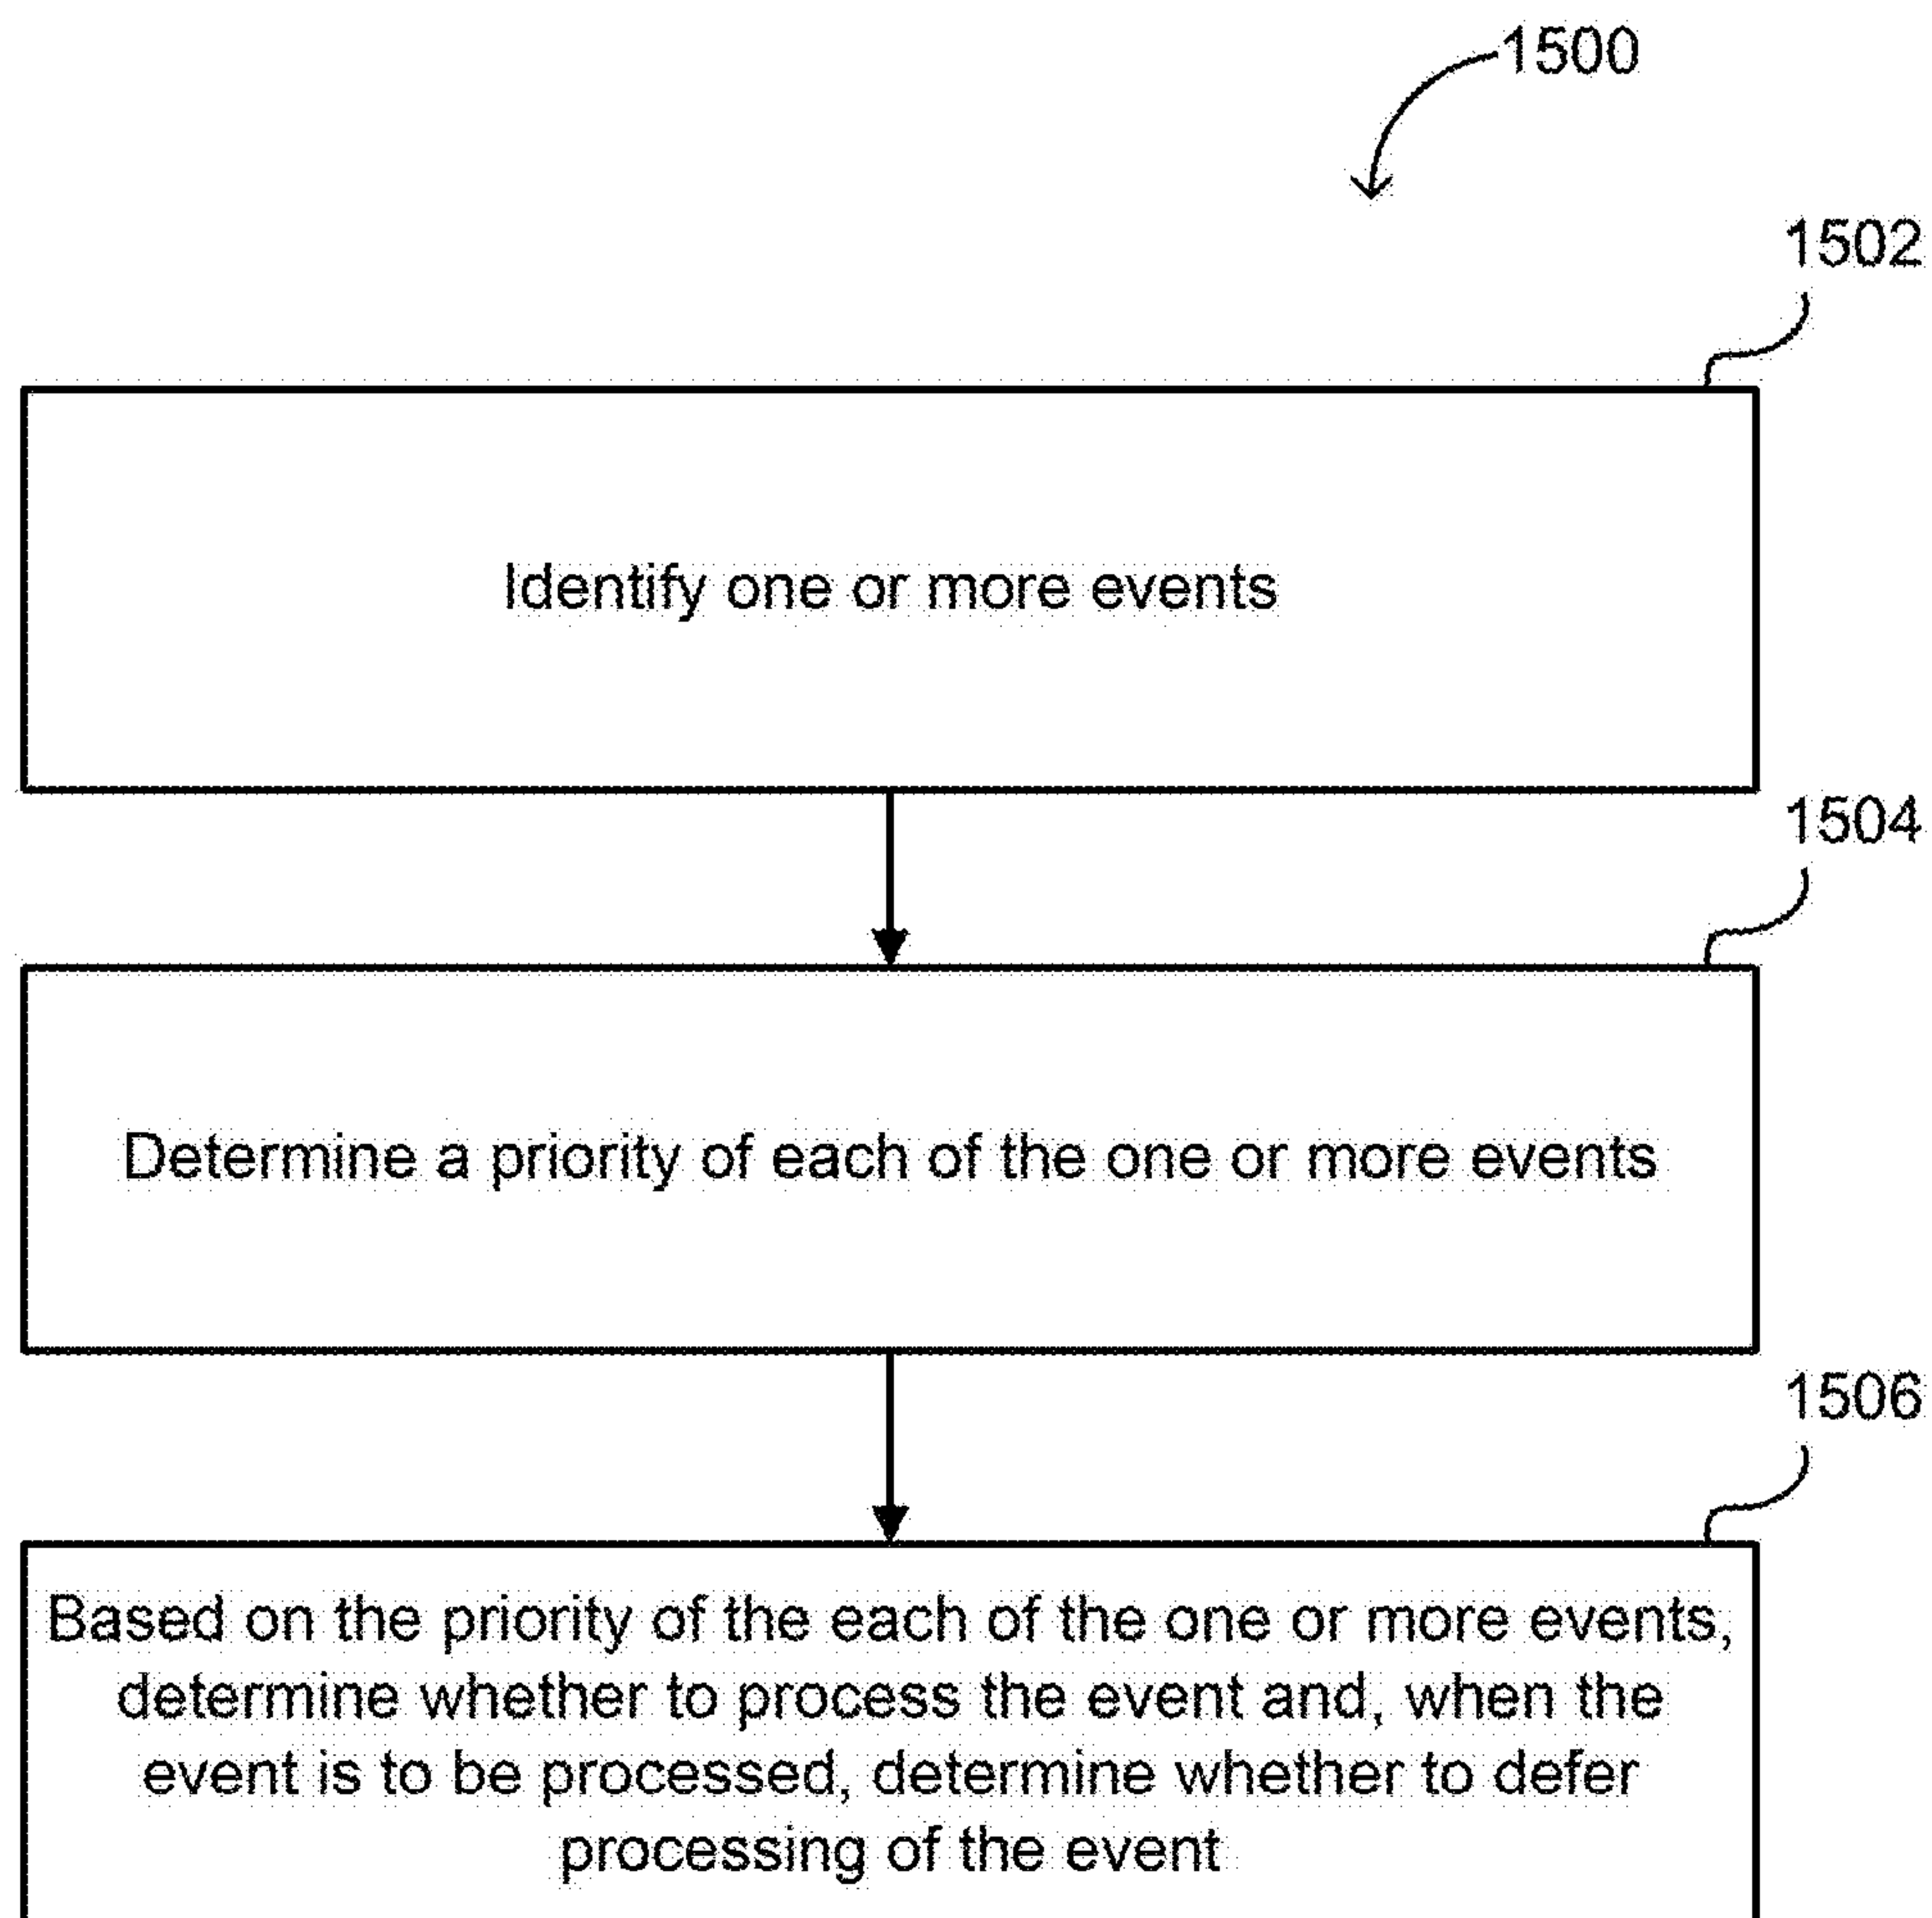 1500
1502
Identify one or more events
1504
Determine a priority of each of the one or more events
1506
Based on the priority of the each of the one or more events,
determine whether to process the event and, when the
event is to be processed, determine whether to defer
processing of the event